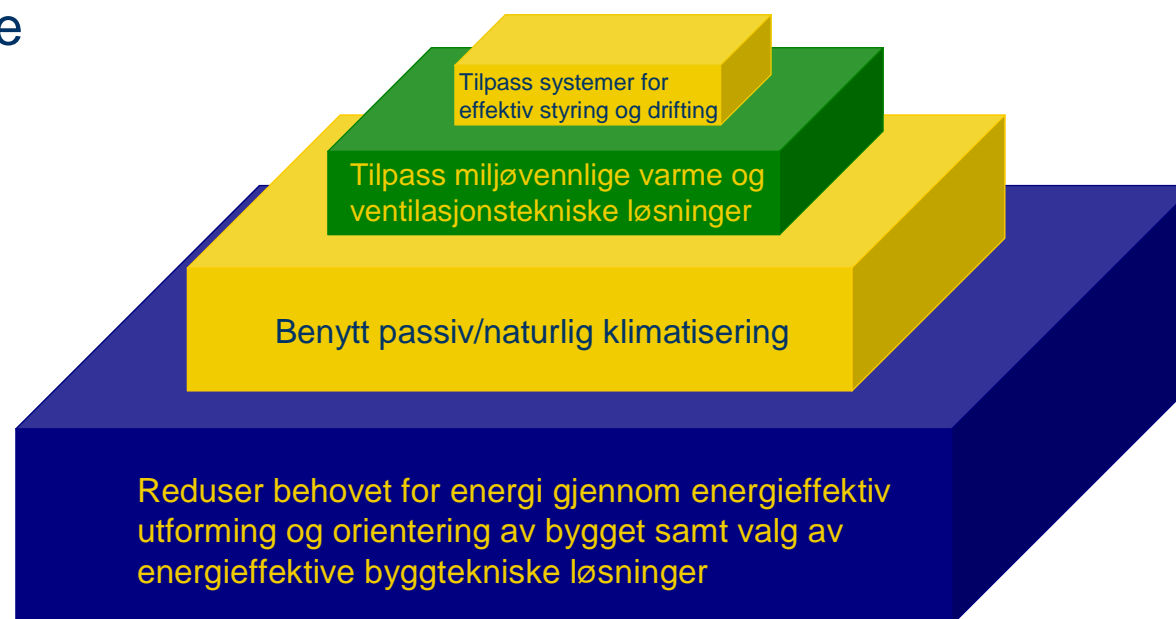 e
Tilpass systemer for
effektiv styring og drifting
Tilpass miljøvennlige varme og
ventilasjonstekniske løsninger
Benytt passiv/naturlig klimatisering
Reduser behovet for energi gjennom energieffektiv
utforming og orientering av bygget samt valg av
energieffektive byggtekniske løsninger